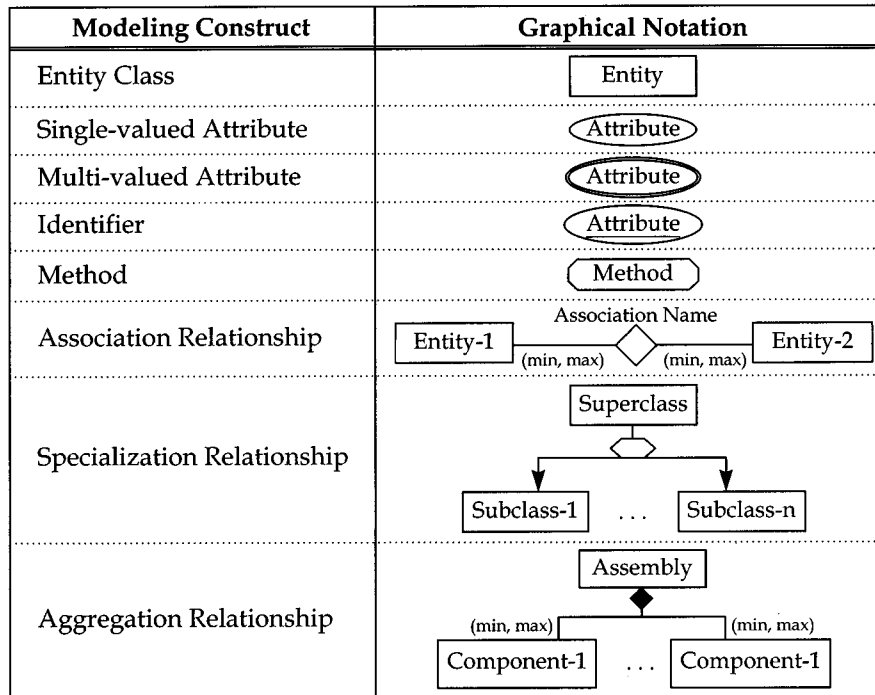 Modeling Construct Graphical Notation
Entity Class Entity
Single-valued Attribute Attribute
Multi-valued Attribute Attribute
Identifier Attribute
Method Method
Association Name
Association Relationship Entity-1 Entity-2
(min, max) (min, max)
Superclass
Specialization Relationship
Subclass-1 ... Subclass-n
Assembly
Aggregation Relationship (min, max) (min, max)
Component-1 ... Component-1